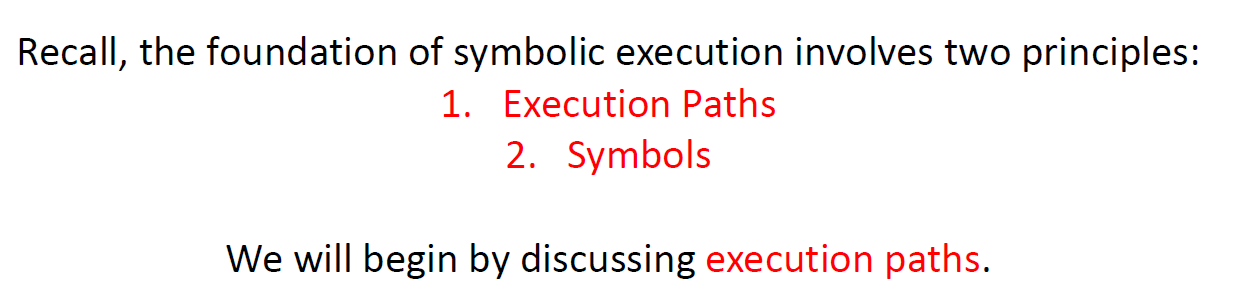 Recall, the foundation of symbolic execution involves two principles:
1. Execution Paths
2. Symbols
We will begin by discussing execution paths.